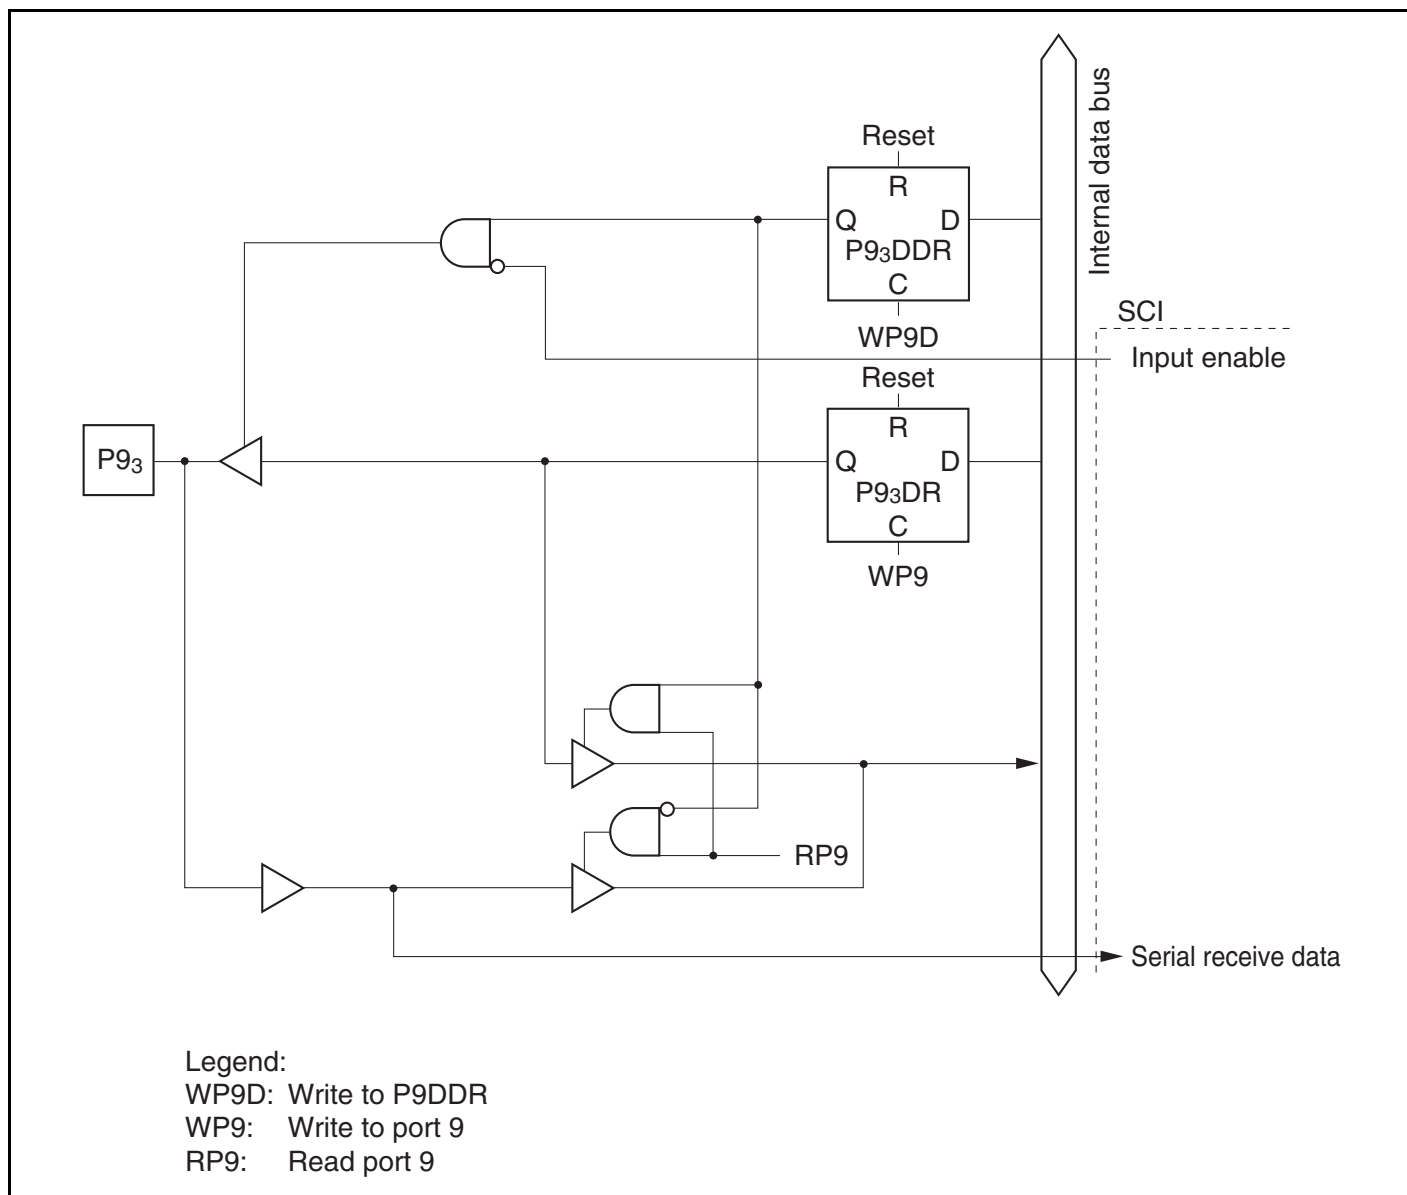 Reset
Internal data bus
R
Q D
P9₃DDR
C
SCI
WP9D
Input enable
Reset
R
P9₃
Q D
P9₃DR
C
WP9
RP9
Serial receive data
Legend:
WP9D: Write to P9DDR
WP9: Write to port 9
RP9: Read port 9